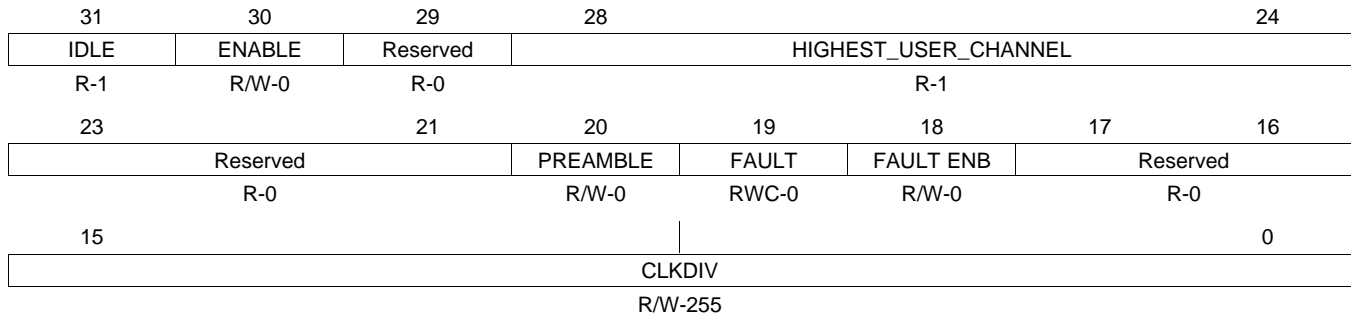 31 30 29 28 24
IDLE ENABLE Reserved HIGHEST_USER_CHANNEL
R-1 R/W-0 R-0 R-1
23 21 20 19 18 17 16
Reserved PREAMBLE FAULT FAULT ENB Reserved
R-0 R/W-0 RWC-0 R/W-0 R-0
15 0
CLKDIV
R/W-255